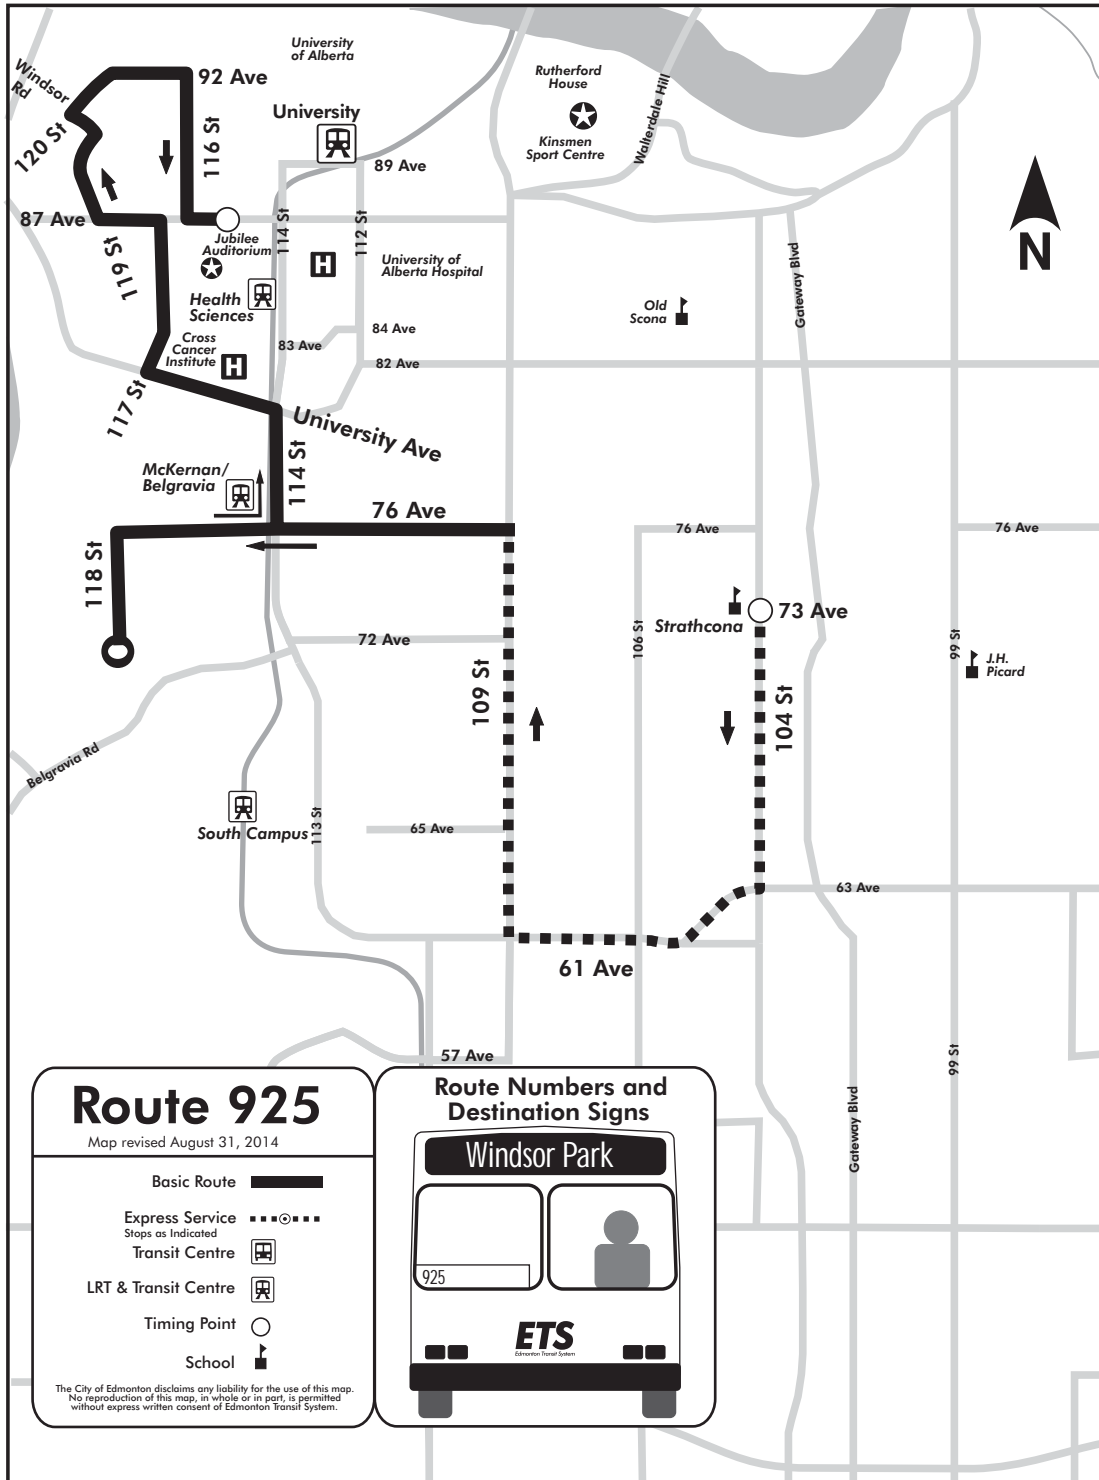 University
of Alberta
Rutherford
House
Windsor
Rd
92 Ave
University
Kinsmen
Sport Centre
Walterdale Hill
120 St
116 St
89 Ave
87 Ave
Jubilee
Auditorium
114 St
112 St
119 St
University of
Alberta Hospital
Gateway Blvd
N
Health
Sciences
Old
Scona
Cross
Cancer
Institute
83 Ave
84 Ave
82 Ave
117 St
University Ave
McKernan/
Belgravia
114 St
76 Ave
76 Ave
76 Ave
118 St
Strathcona
73 Ave
72 Ave
106 St
99 St
J.H.
Picard
109 St
104 St
Belgravia Rd
South Campus
113 St
65 Ave
63 Ave
61 Ave
57 Ave
99 St
Gateway Blvd
Route 925
Map revised August 31, 2014
Basic Route
Express Service
Stops as Indicated
Transit Centre
LRT & Transit Centre
Timing Point
School
The City of Edmonton disclaims any liability for the use of this map.
No reproduction of this map, in whole or in part, is permitted
without express written consent of Edmonton Transit System.
Route Numbers and
Destination Signs
Windsor Park
925
ETS
Edmonton Transit System